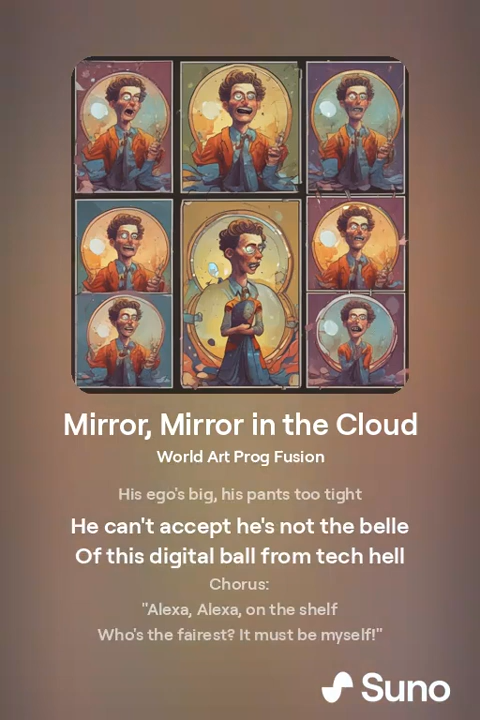 Mirror, Mirror in the Cloud
World Art Prog Fusion
His ego's big, his pants too tight
He can't accept he's not the belle
Of this digital ball from tech hell
Chorus:
"Alexa, Alexa, on the shelf
Who's the fairest? It must be myself!"
Suno